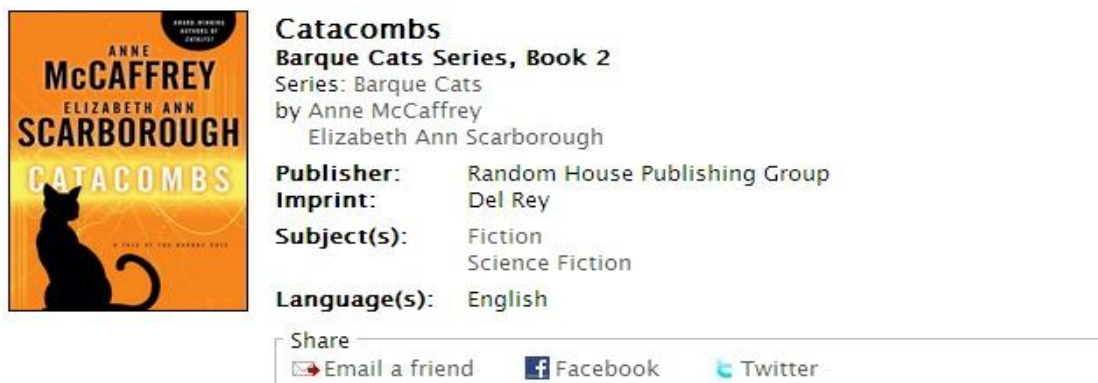 AWARD-WINNING
AUTHORS OF
CATALYST
ANNE
McCAFFREY
ELIZABETH ANN
SCARBOROUGH
CATACOMBS
A TALE OF THE BARQUE CATS
Catacombs
Barque Cats Series, Book 2
Series: Barque Cats
by Anne McCaffrey
Elizabeth Ann Scarborough
Publisher: Random House Publishing Group
Imprint: Del Rey
Subject(s): Fiction
Science Fiction
Language(s): English
Share
Email a friend Facebook Twitter